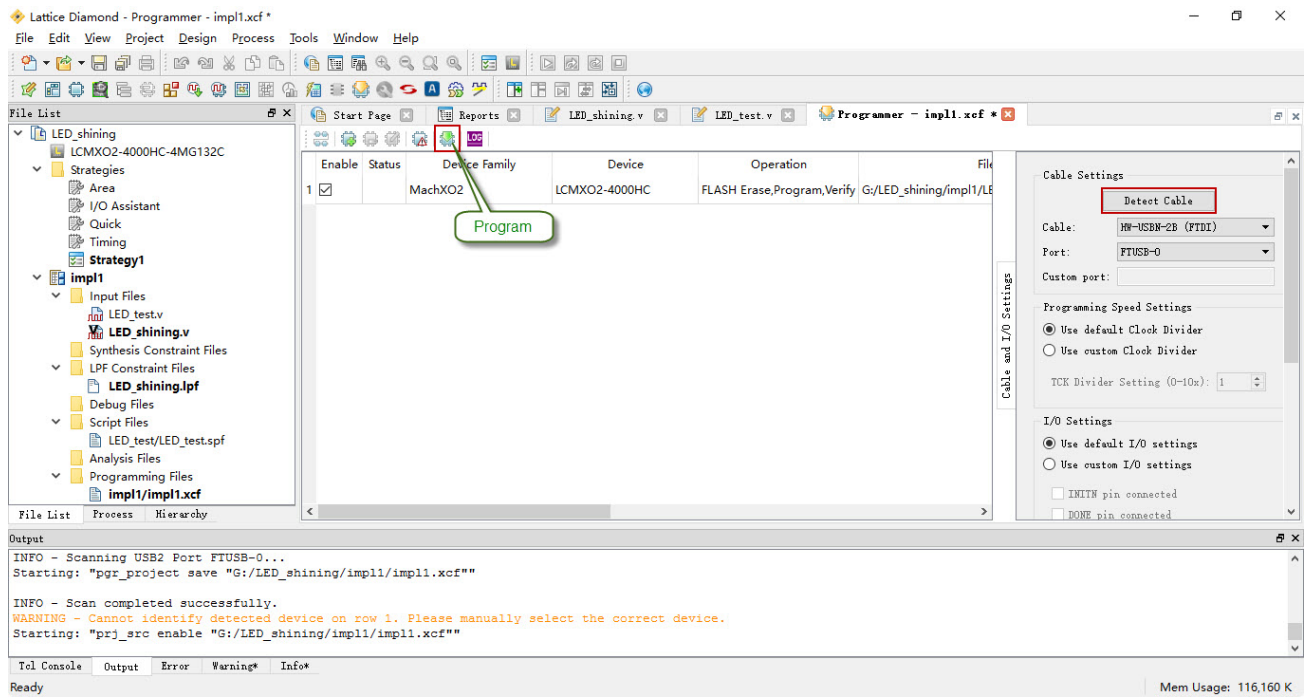 Lattice Diamond - Programmer - impl1.xcf *
File Edit View Project Design Process Tools Window Help
File List
Start Page
Reports
LED_shining.v
LED_test.v
Programmer - impl1.xcf *
LED_shining
LCMXO2-4000HC-4MG132C
Strategies
Area
I/O Assistant
Quick
Timing
Strategy1
impl1
Input Files
LED_test.v
LED_shining.v
Synthesis Constraint Files
LPF Constraint Files
LED_shining.lpf
Debug Files
Script Files
LED_test/LED_test.spf
Analysis Files
Programming Files
impl1/impl1.xcf
File List Process Hierarchy
LOG
Enable Status Device Family Device Operation File
1 MachXO2 LCMXO2-4000HC FLASH Erase,Program,Verify G:/LED_shining/impl1/LE
Program
Cable and I/O Settings
Cable Settings
Detect Cable
Cable: HW-USBN-2B (FTDI)
Port: FTUSB-0
Custom port:
Programming Speed Settings
Use default Clock Divider
Use custom Clock Divider
TCK Divider Setting (0-10x): 1
I/O Settings
Use default I/O settings
Use custom I/O settings
INITN pin connected
DONE pin connected
Output
INFO - Scanning USB2 Port FTUSB-0...
Starting: "pgr_project save "G:/LED_shining/impl1/impl1.xcf""
INFO - Scan completed successfully.
WARNING - Cannot identify detected device on row 1. Please manually select the correct device.
Starting: "prj_src enable "G:/LED_shining/impl1/impl1.xcf""
Tcl Console Output Error Warning* Info*
Ready
Mem Usage: 116,160 K